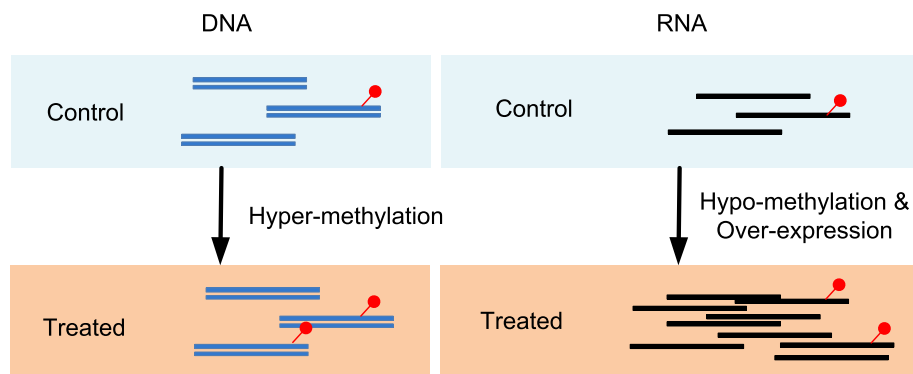 DNA
RNA
Control
Control
Hyper-methylation
Hypo-methylation &
Over-expression
Treated
Treated